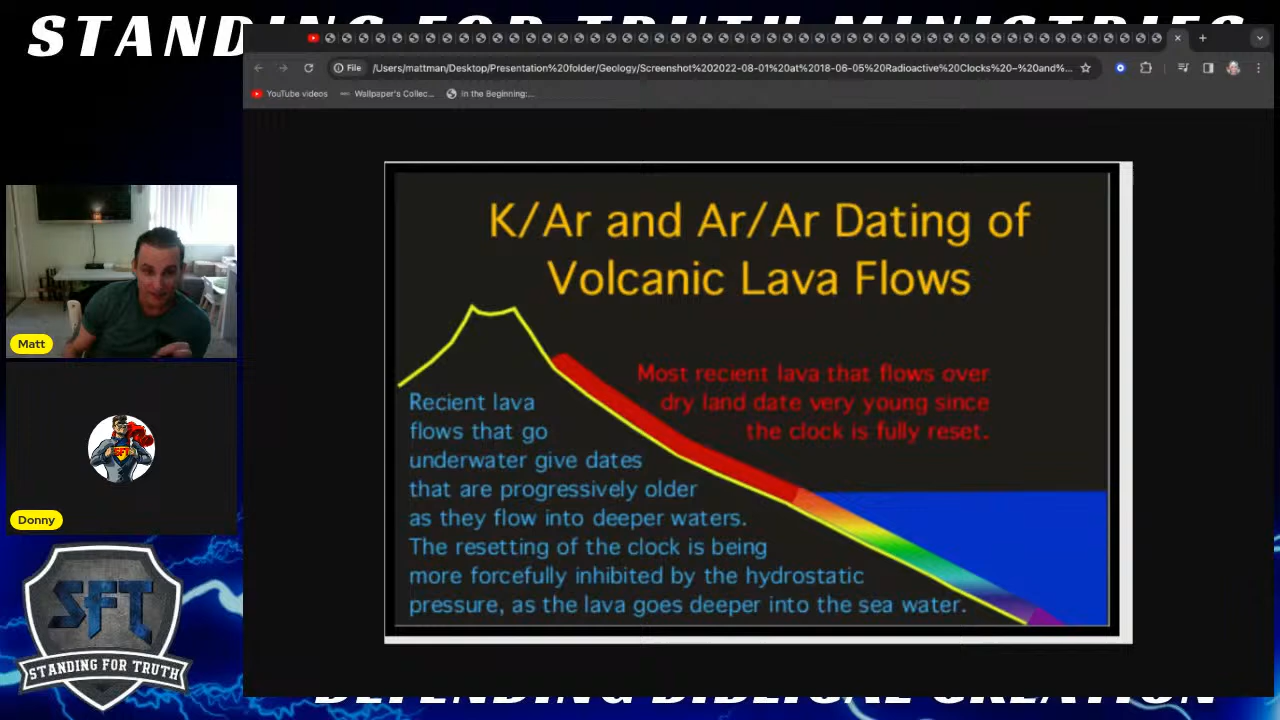 STANDING FOR TRUTH MINISTRIES
File
/Users/mattman/Desktop/Presentation%20folder/Geology/Screenshot%202022-08-01%20at%2018-06-05%20Radioactive%20Clocks%20~%20and%...
YouTube videos
Wallpaper's Collec...
In the Beginning:...
K/Ar and Ar/Ar Dating of
Volcanic Lava Flows
Most recient lava that flows over
dry land date very young since
the clock is fully reset.
Recient lava
flows that go
underwater give dates
that are progressively older
as they flow into deeper waters.
The resetting of the clock is being
more forcefully inhibited by the hydrostatic
pressure, as the lava goes deeper into the sea water.
Matt
SFT
Donny
SFT
STANDING FOR TRUTH
DEFENDING BIBLICAL CREATION